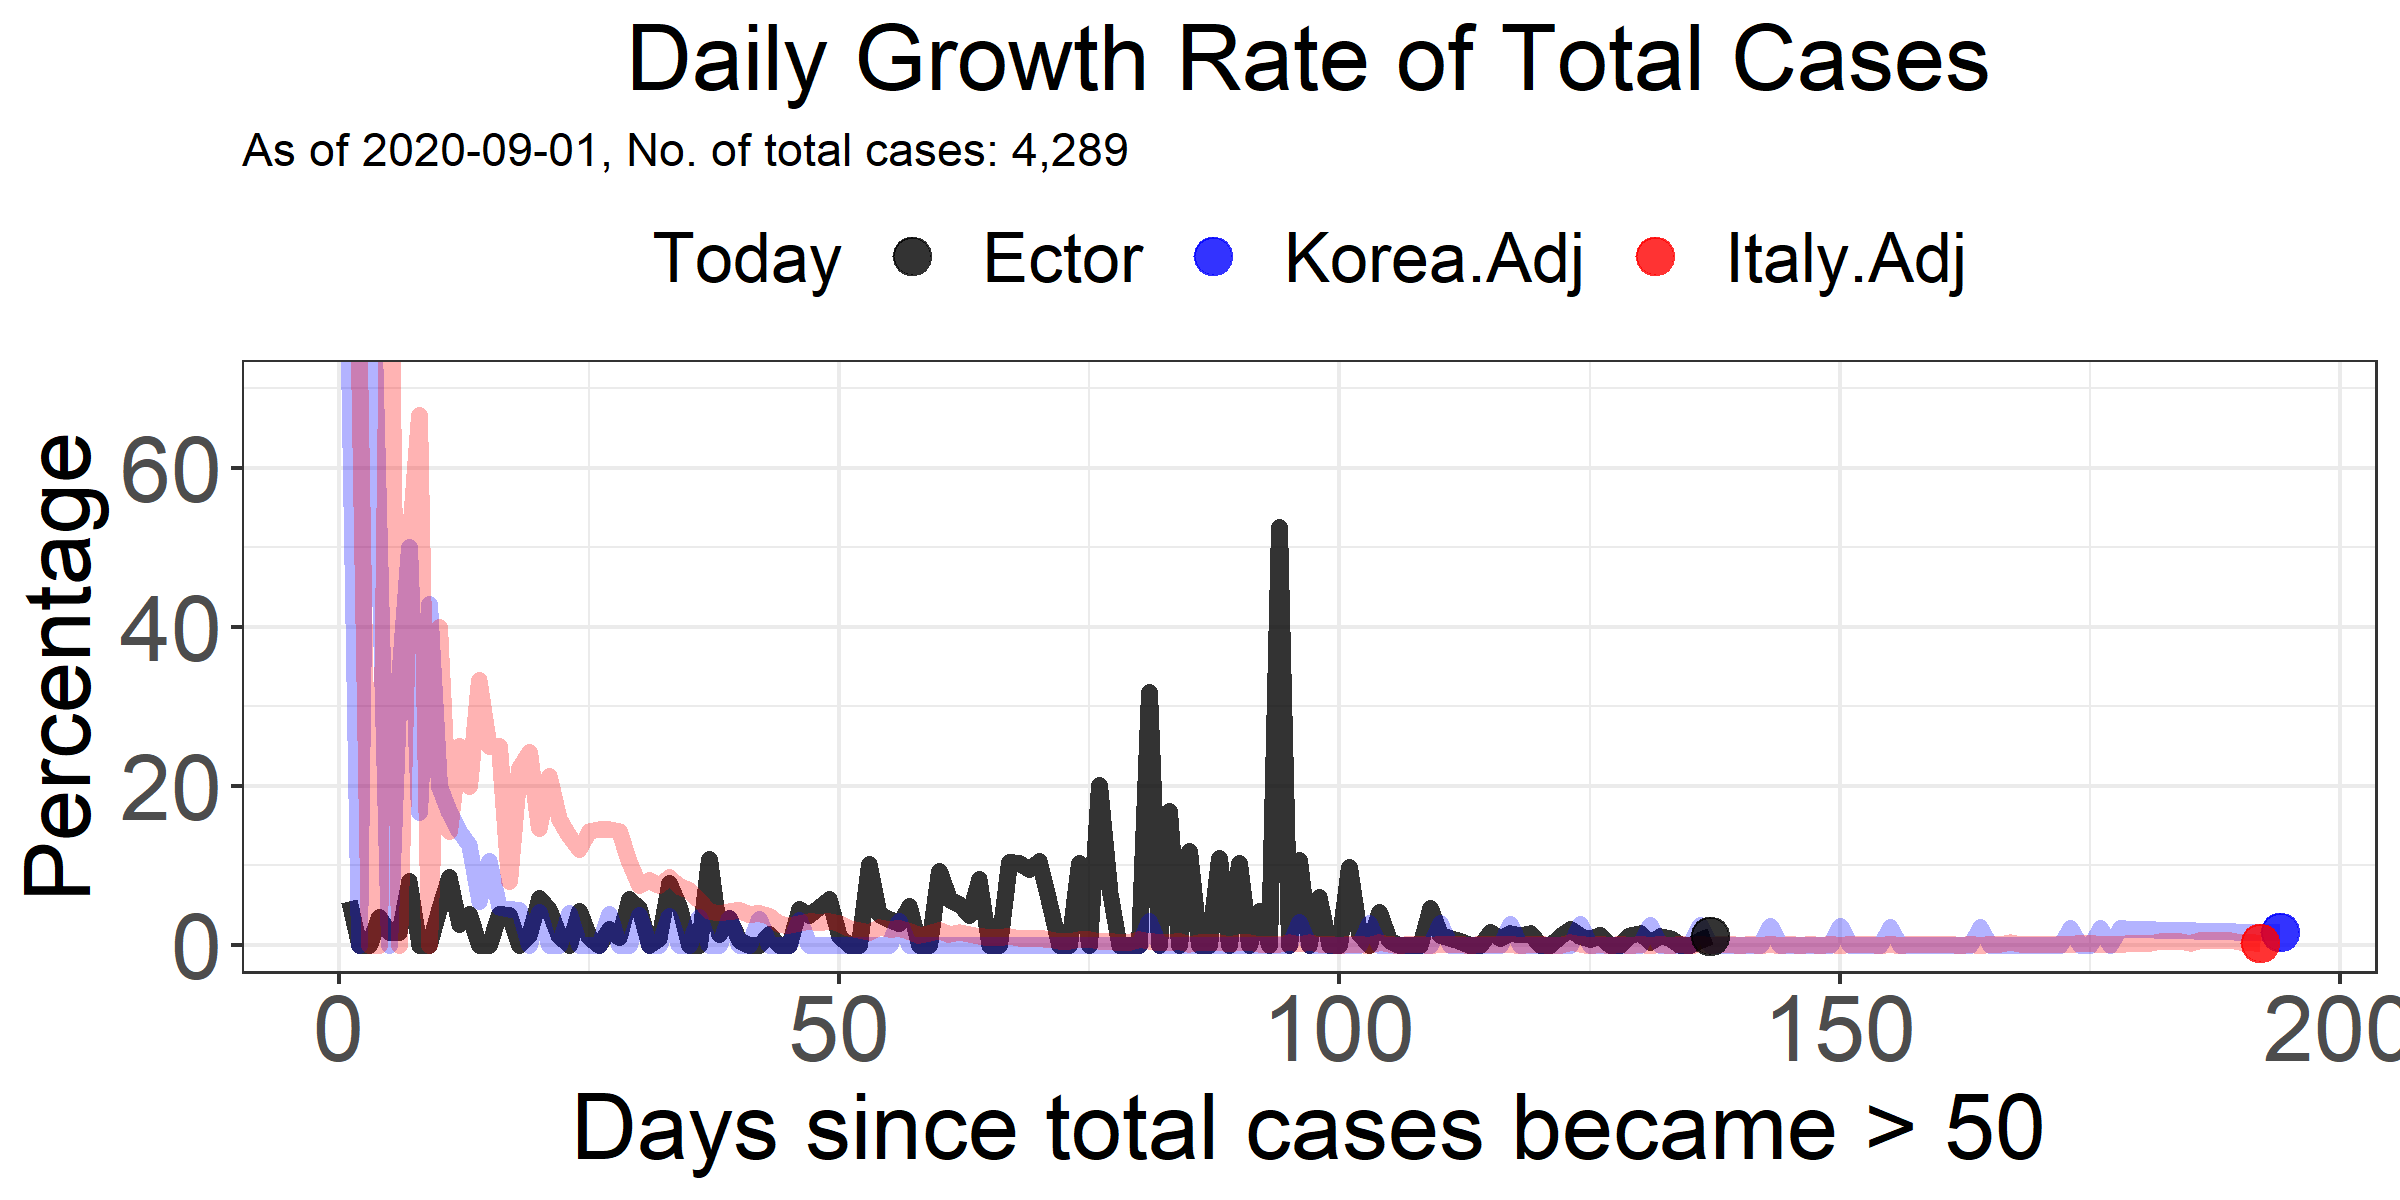 Daily Growth Rate of Total Cases
As of 2020-09-01, No. of total cases: 4,289
Today Ector Korea.Adj Italy.Adj
Percentage
60
40
20
0
0 50 100 150 200
Days since total cases became > 50